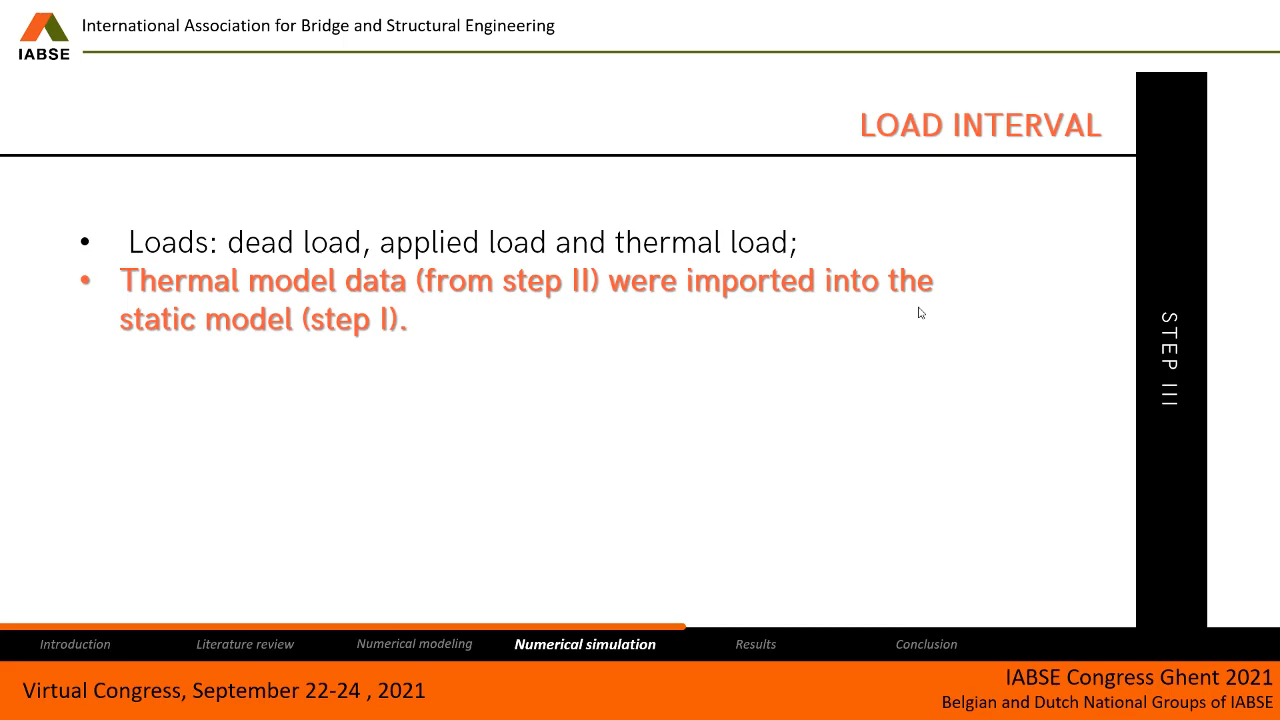 International Association for Bridge and Structural Engineering
IABSE
LOAD INTERVAL
• Loads: dead load, applied load and thermal load;
• Thermal model data (from step II) were imported into the
static model (step I).
STEP III
Introduction Literature review Numerical modeling Numerical simulation Results Conclusion
Virtual Congress, September 22-24 , 2021
IABSE Congress Ghent 2021
Belgian and Dutch National Groups of IABSE